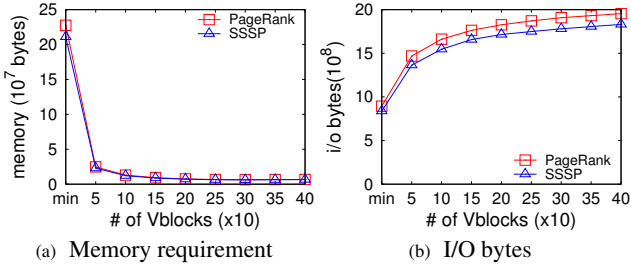 memory (10^7 bytes)
25
20
15
10
5
0
PageRank
SSSP
min 5 10 15 20 25 30 35 40
# of Vblocks (x10)
(a) Memory requirement
i/o bytes(10^8)
20
15
10
5
0
PageRank
SSSP
min 5 10 15 20 25 30 35 40
# of Vblocks (x10)
(b) I/O bytes